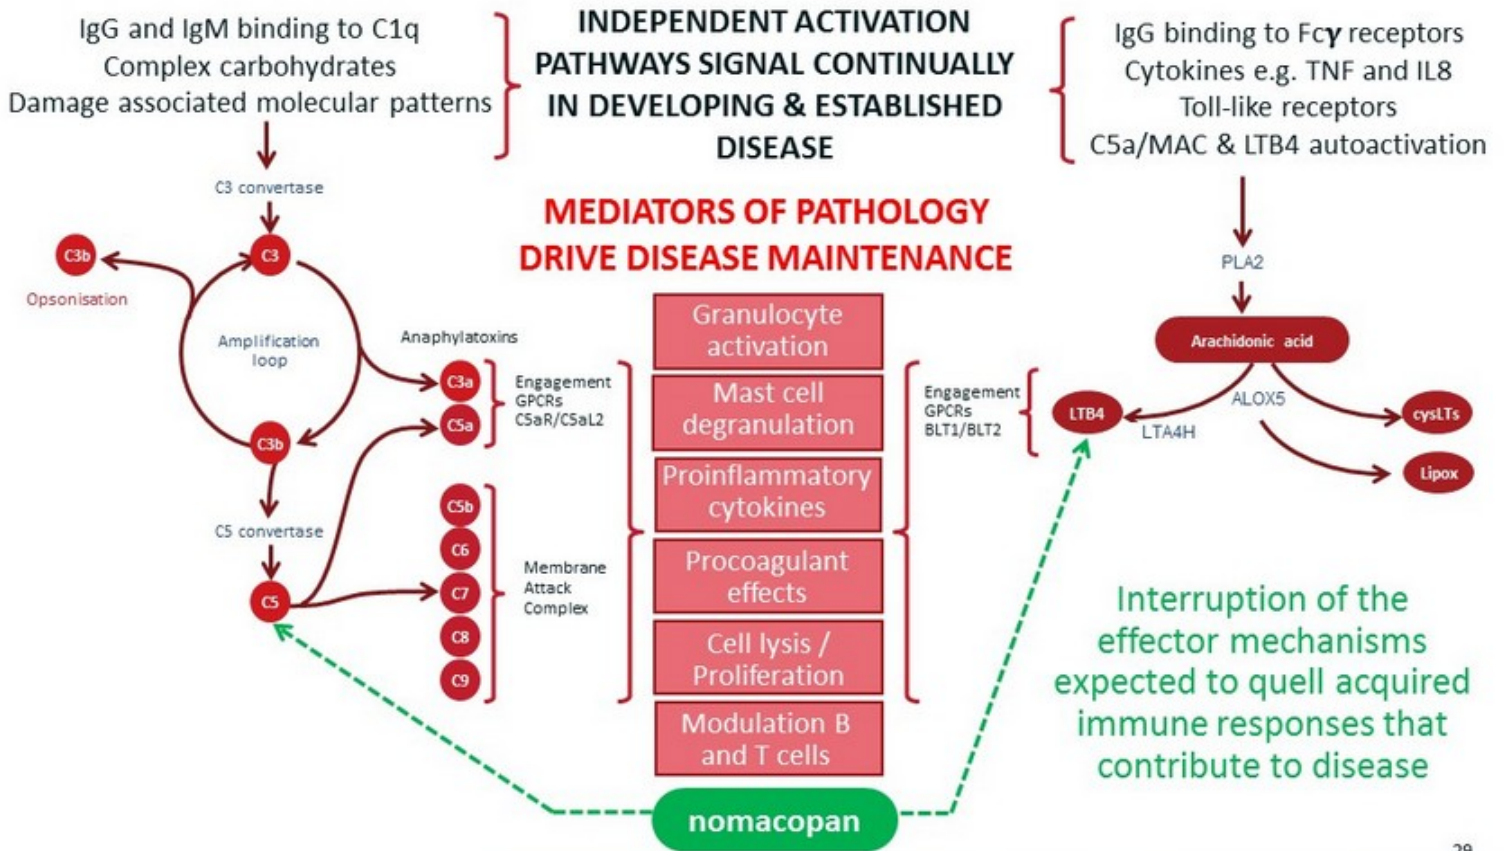 IgG and IgM binding to C1q
Complex carbohydrates
Damage associated molecular patterns
INDEPENDENT ACTIVATION
PATHWAYS SIGNAL CONTINUALLY
IN DEVELOPING & ESTABLISHED
DISEASE
IgG binding to Fcγ receptors
Cytokines e.g. TNF and IL8
Toll-like receptors
C5a/MAC & LTB4 autoactivation
MEDIATORS OF PATHOLOGY
DRIVE DISEASE MAINTENANCE
C3 convertase
C3
C3b
Opsonisation
Amplification
loop
C3b
C5 convertase
C5
Anaphylatoxins
C3a
C5a
Engagement
GPCRs
C5aR/C5aL2
C5b
C6
C7
C8
C9
Membrane
Attack
Complex
Granulocyte
activation
Mast cell
degranulation
Proinflammatory
cytokines
Procoagulant
effects
Cell lysis /
Proliferation
Modulation B
and T cells
nomacopan
Engagement
GPCRs
BLT1/BLT2
PLA2
Arachidonic acid
LTB4
LTA4H
ALOX5
cysLTs
Lipox
Interruption of the
effector mechanisms
expected to quell acquired
immune responses that
contribute to disease
29